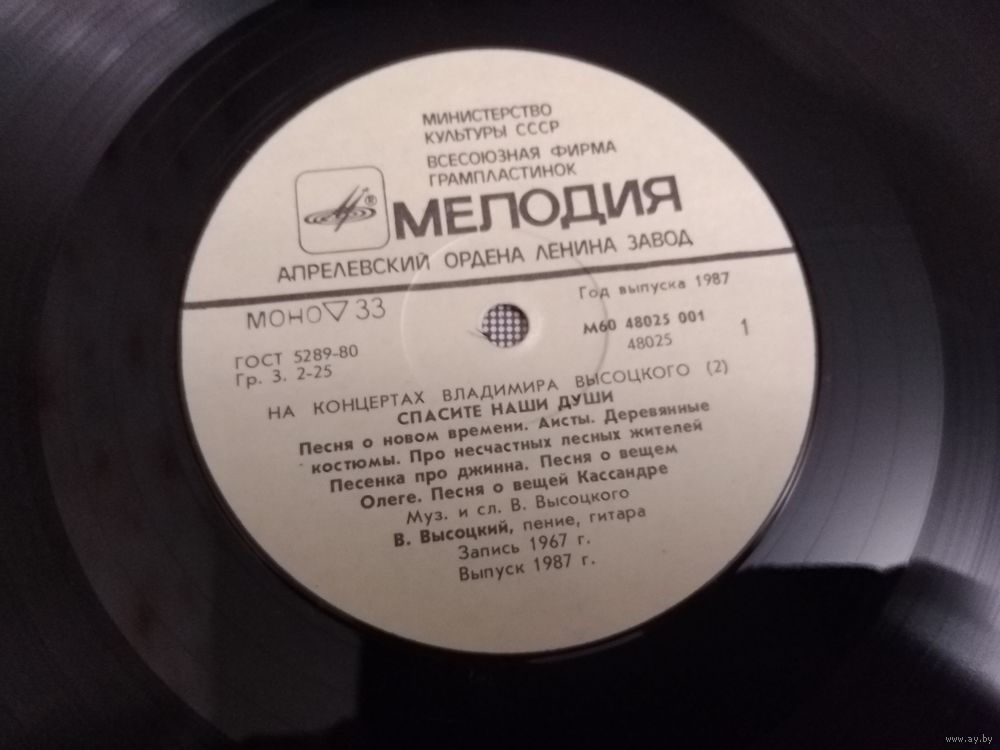 МИНИСТЕРСТВО
КУЛЬТУРЫ СССР
ВСЕСОЮЗНАЯ ФИРМА
ГРАМПЛАСТИНОК
®
МЕЛОДИЯ
АПРЕЛЕВСКИЙ ОРДЕНА ЛЕНИНА ЗАВОД
МОНО 33
Год выпуска 1987
ГОСТ 5289-80
Гр. 3. 2-25
М60 48025 001
48025
1
НА КОНЦЕРТАХ ВЛАДИМИРА ВЫСОЦКОГО (2)
СПАСИТЕ НАШИ ДУШИ
Песня о новом времени. Аисты. Деревянные
костюмы. Про несчастных лесных жителей
Песенка про джинна. Песня о вещем
Олеге. Песня о вещей Кассандре
Муз. и сл. В. Высоцкого
В. Высоцкий, пение, гитара
Запись 1967 г.
Выпуск 1987 г.
www.ay.by